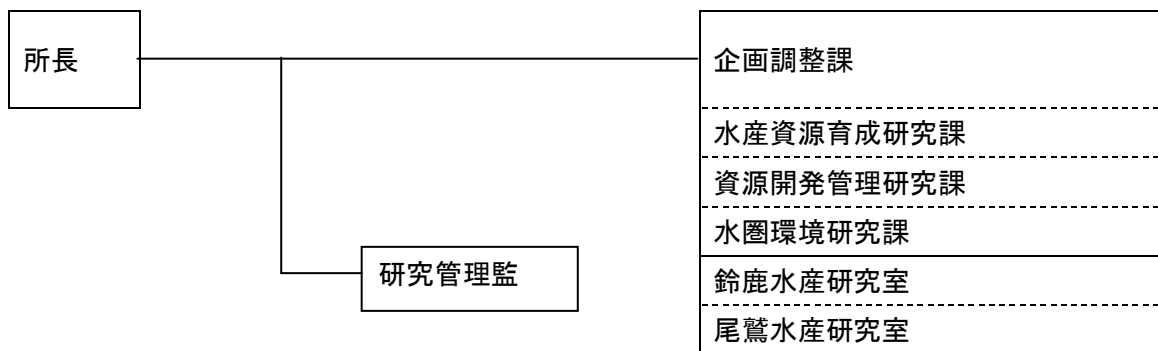 所長
企画調整課
水産資源育成研究課
資源開発管理研究課
水圏環境研究課
研究管理監
鈴鹿水産研究室
尾鷲水産研究室